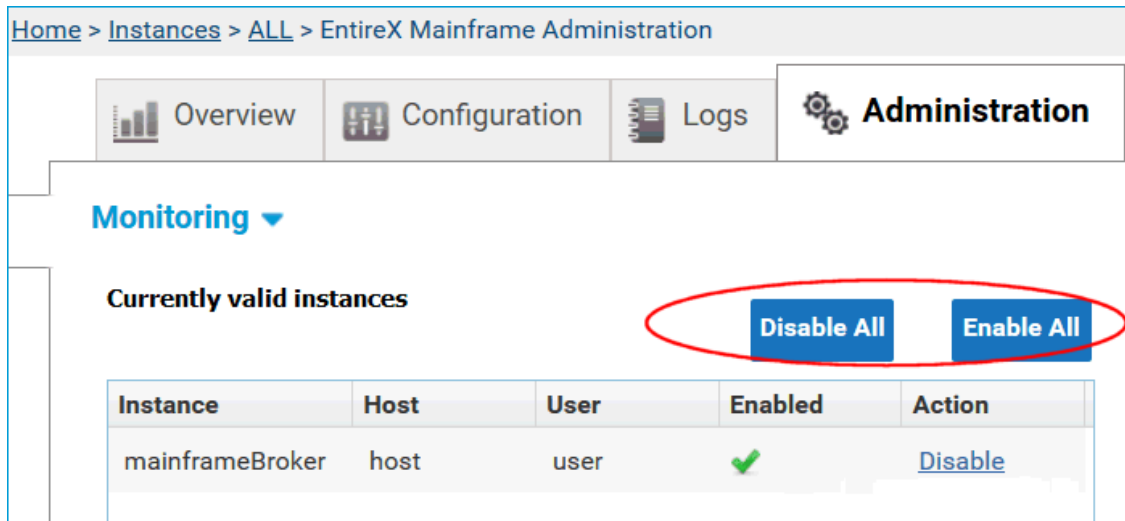 Home > Instances > ALL > EntireX Mainframe Administration
Overview Configuration Logs Administration
Monitoring
Currently valid instances
Disable All Enable All
Instance Host User Enabled Action
mainframeBroker host user Disable